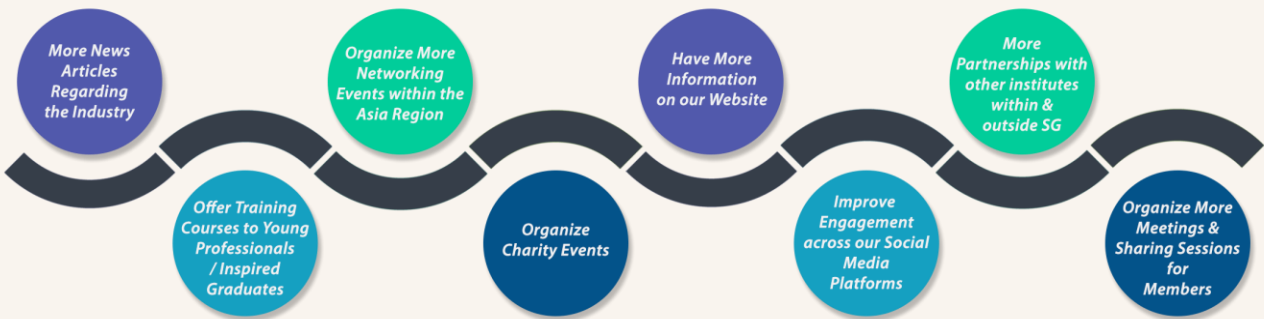 More News
Articles
Regarding
the Industry
Offer Training
Courses to Young
Professionals
/ Inspired
Graduates
Organize More
Networking
Events within the
Asia Region
Organize
Charity Events
Have More
Information
on our Website
Improve
Engagement
across our Social
Media
Platforms
More
Partnerships with
other institutes
within &
outside SG
Organize More
Meetings &
Sharing Sessions
for
Members